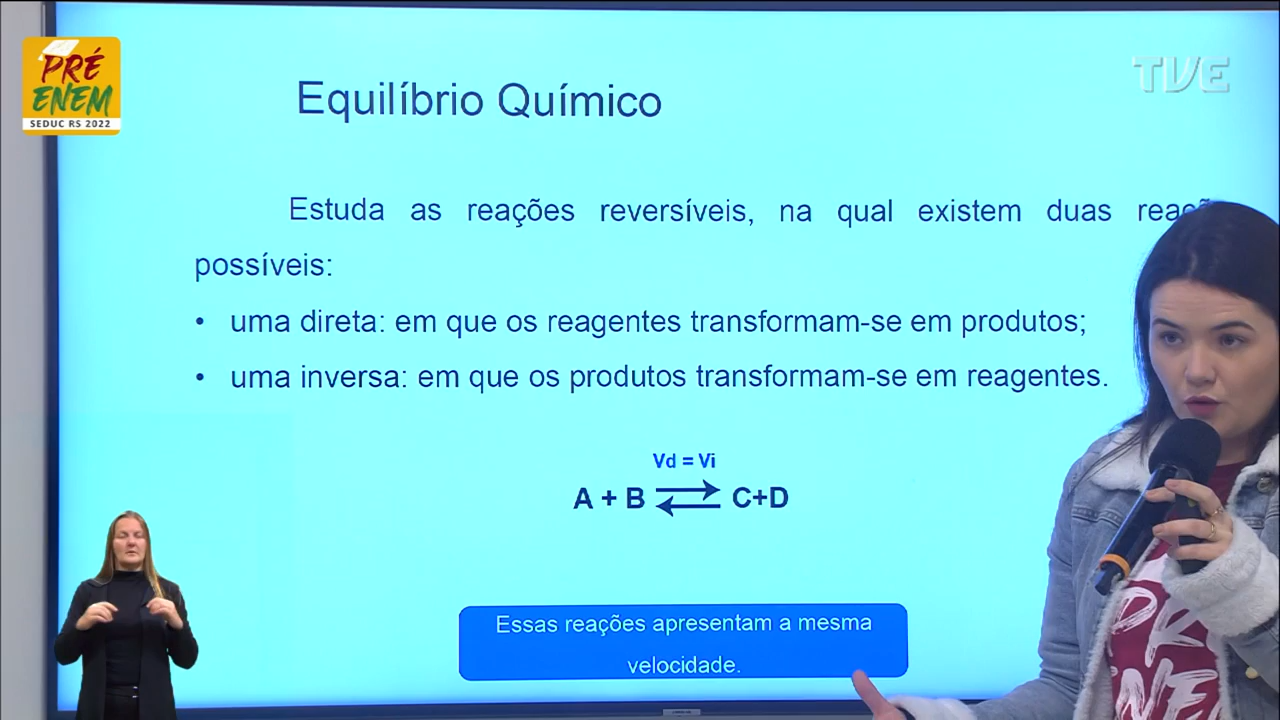 PRÉ
ENEM
SEDUC RS 2022
TVE
Equilíbrio Químico
Estuda as reações reversíveis, na qual existem duas
possíveis:
• uma direta: em que os reagentes transformam-se em produtos;
• uma inversa: em que os produtos transformam-se em reagentes.
Vd = Vi
A + B ⇄ C+D
Essas reações apresentam a mesma
velocidade.